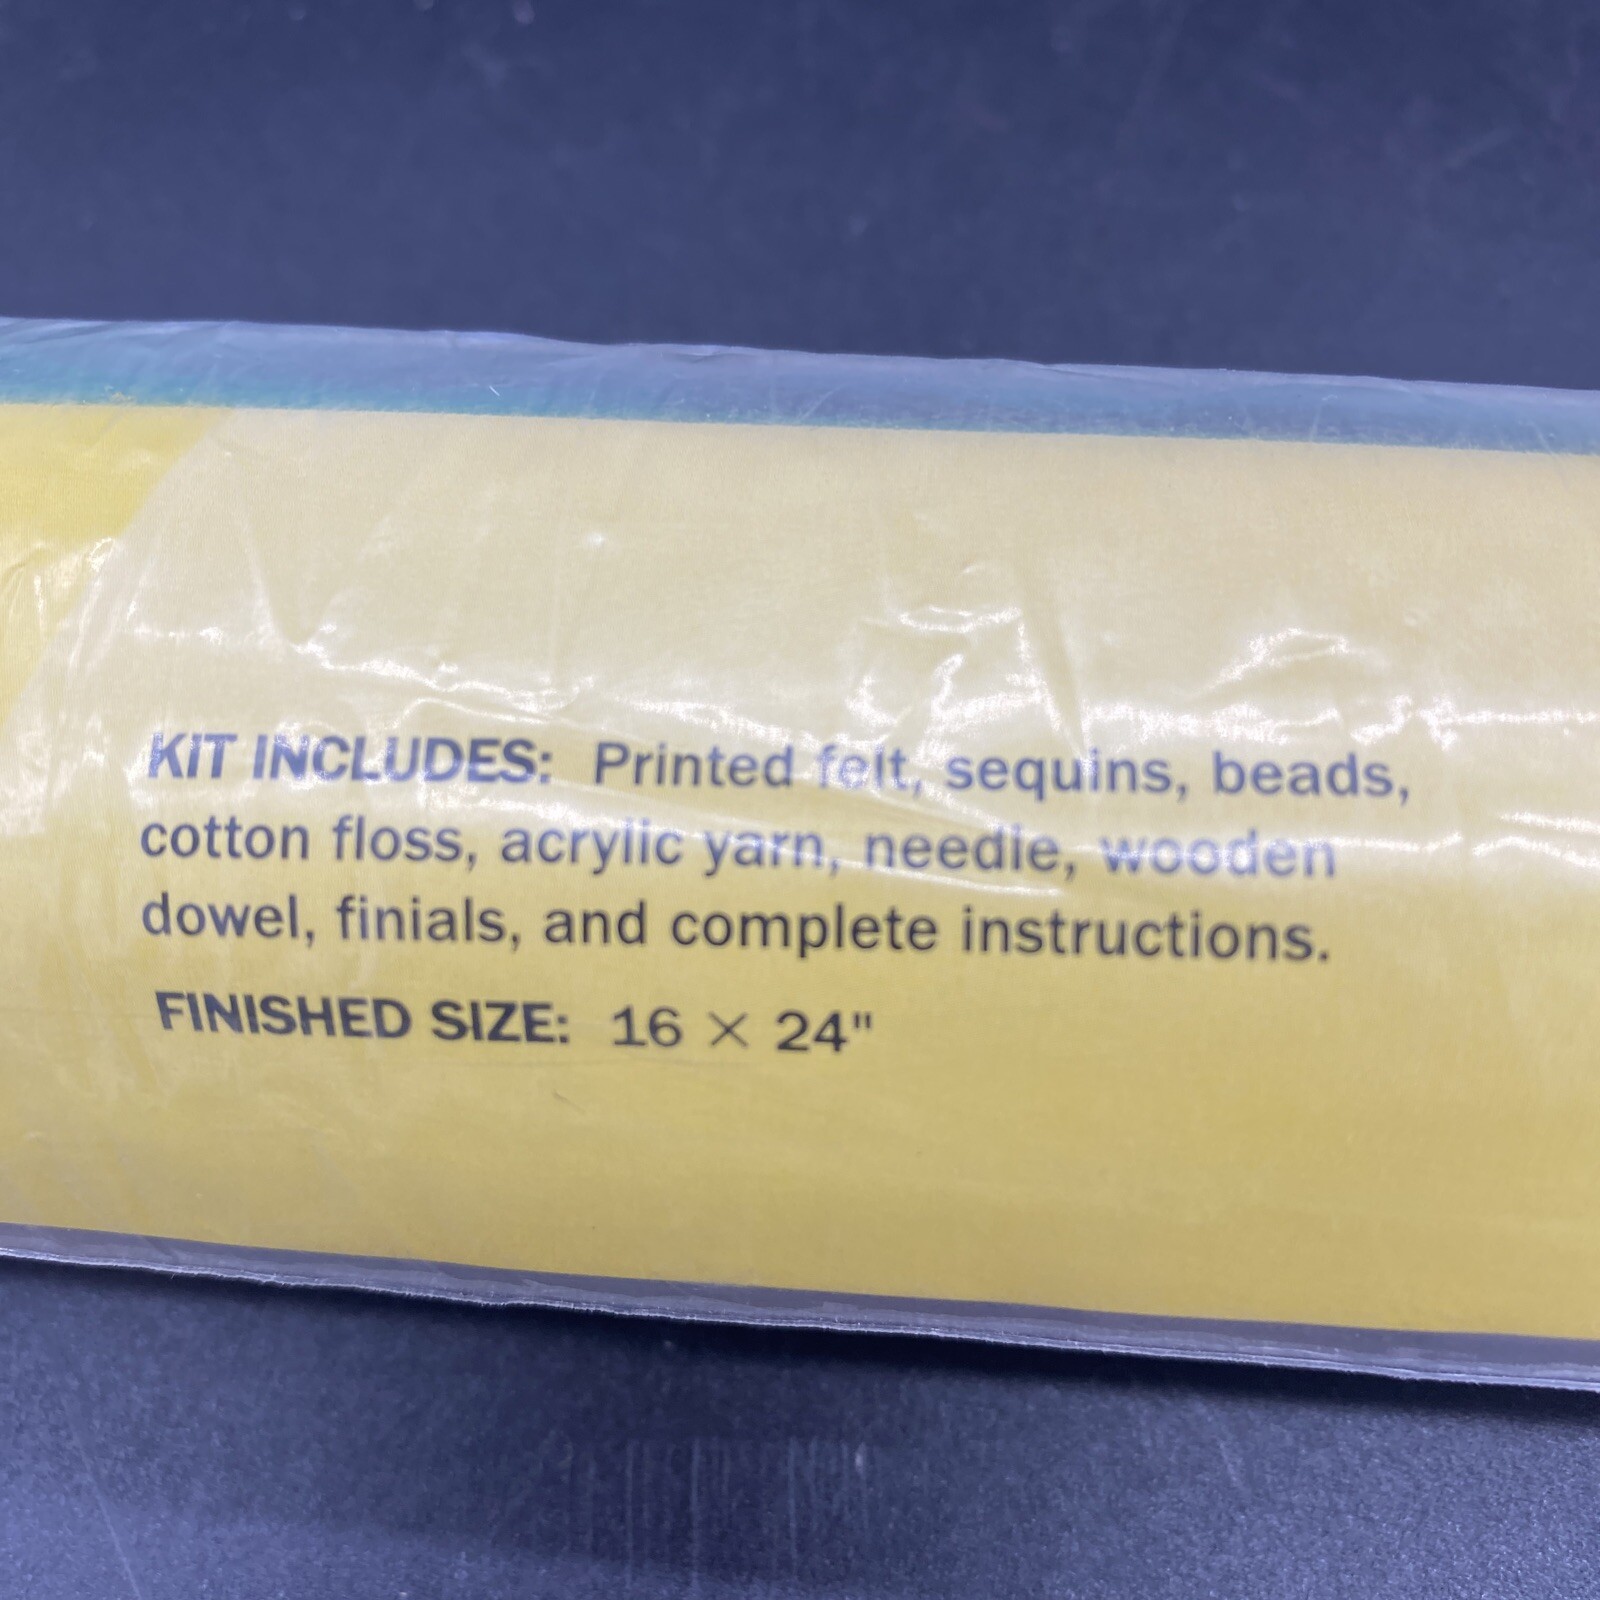 KIT INCLUDES: Printed felt, sequins, beads,
cotton floss, acrylic yarn, needle, wooden
dowel, finials, and complete instructions.
FINISHED SIZE: 16 × 24"